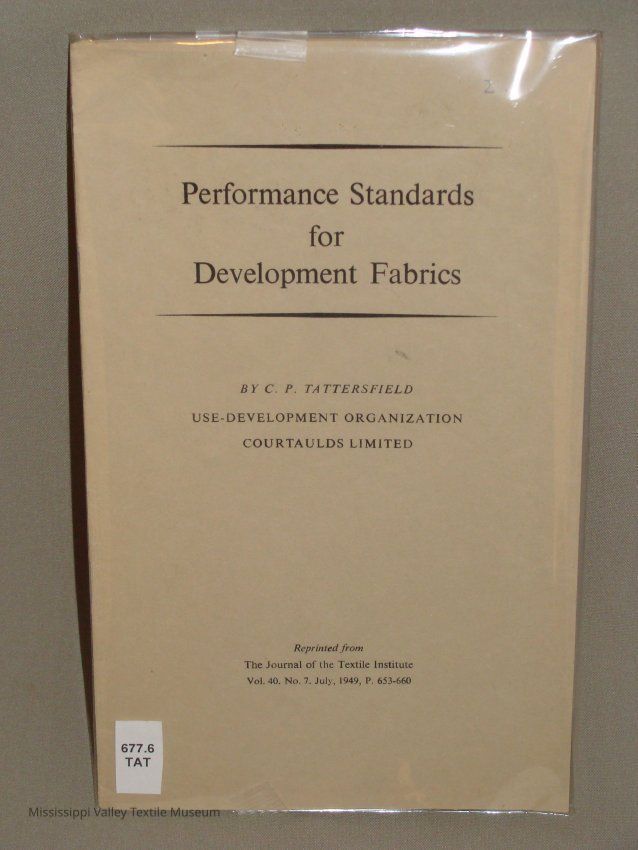 Σ
Performance Standards
for
Development Fabrics
BY C. P. TATTERSFIELD
USE-DEVELOPMENT ORGANIZATION
COURTAULDS LIMITED
Reprinted from
The Journal of the Textile Institute
Vol. 40. No. 7. July, 1949, P. 653-660
677.6
TAT
Mississippi Valley Textile Museum